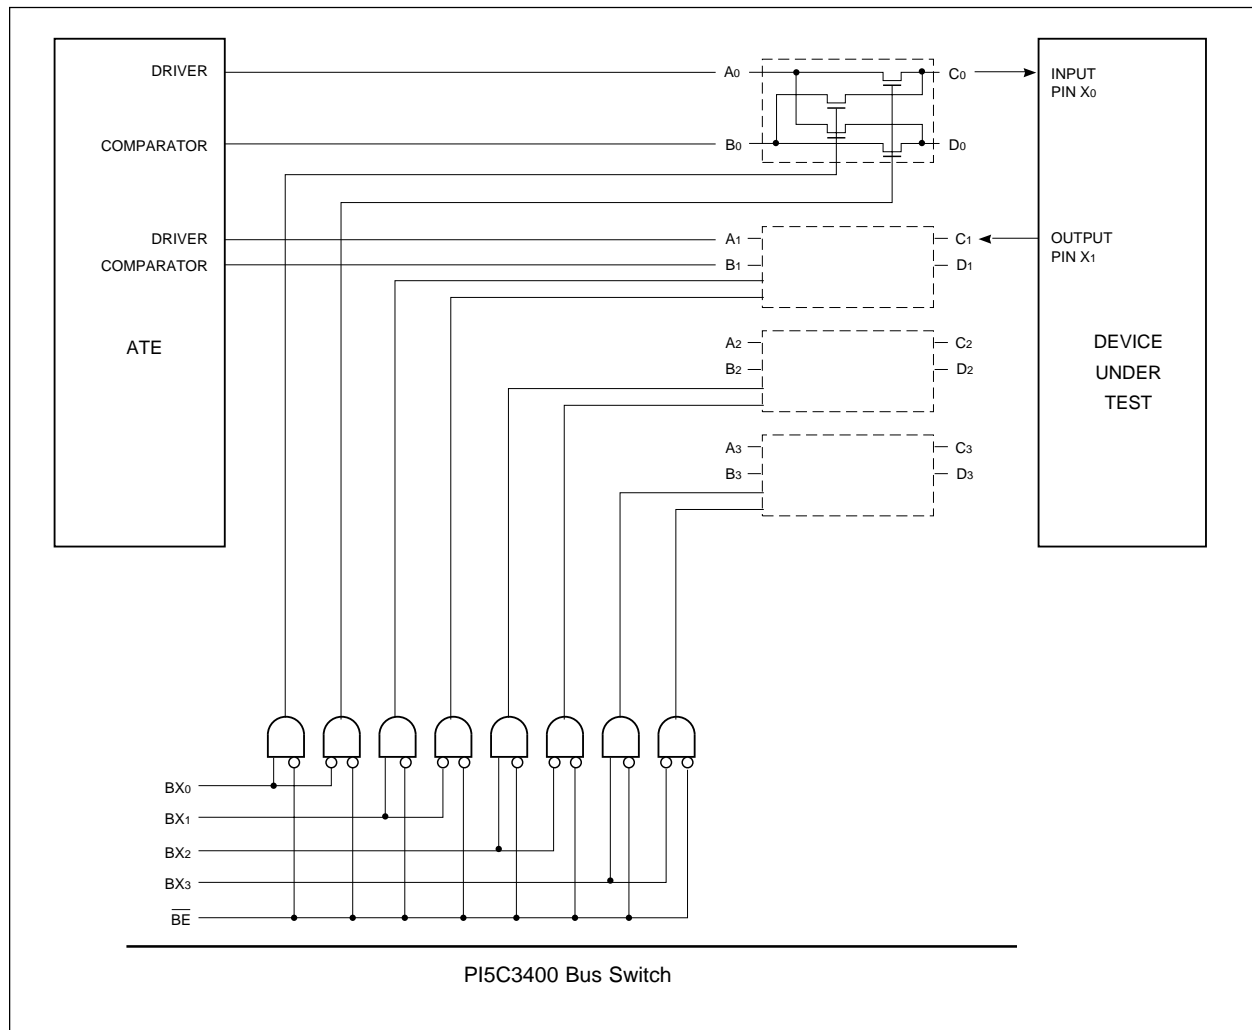 DRIVER A0 C0 INPUT
PIN X0
COMPARATOR B0 D0
DRIVER A1 C1 OUTPUT
COMPARATOR B1 D1 PIN X1
ATE A2 C2 DEVICE
B2 D2 UNDER
TEST
A3 C3
B3 D3
BX0
BX1
BX2
BX3
B̅E̅
PI5C3400 Bus Switch